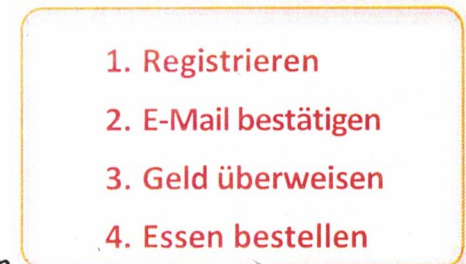 1. Registrieren
2. E-Mail bestätigen
3. Geld überweisen
4. Essen bestellen